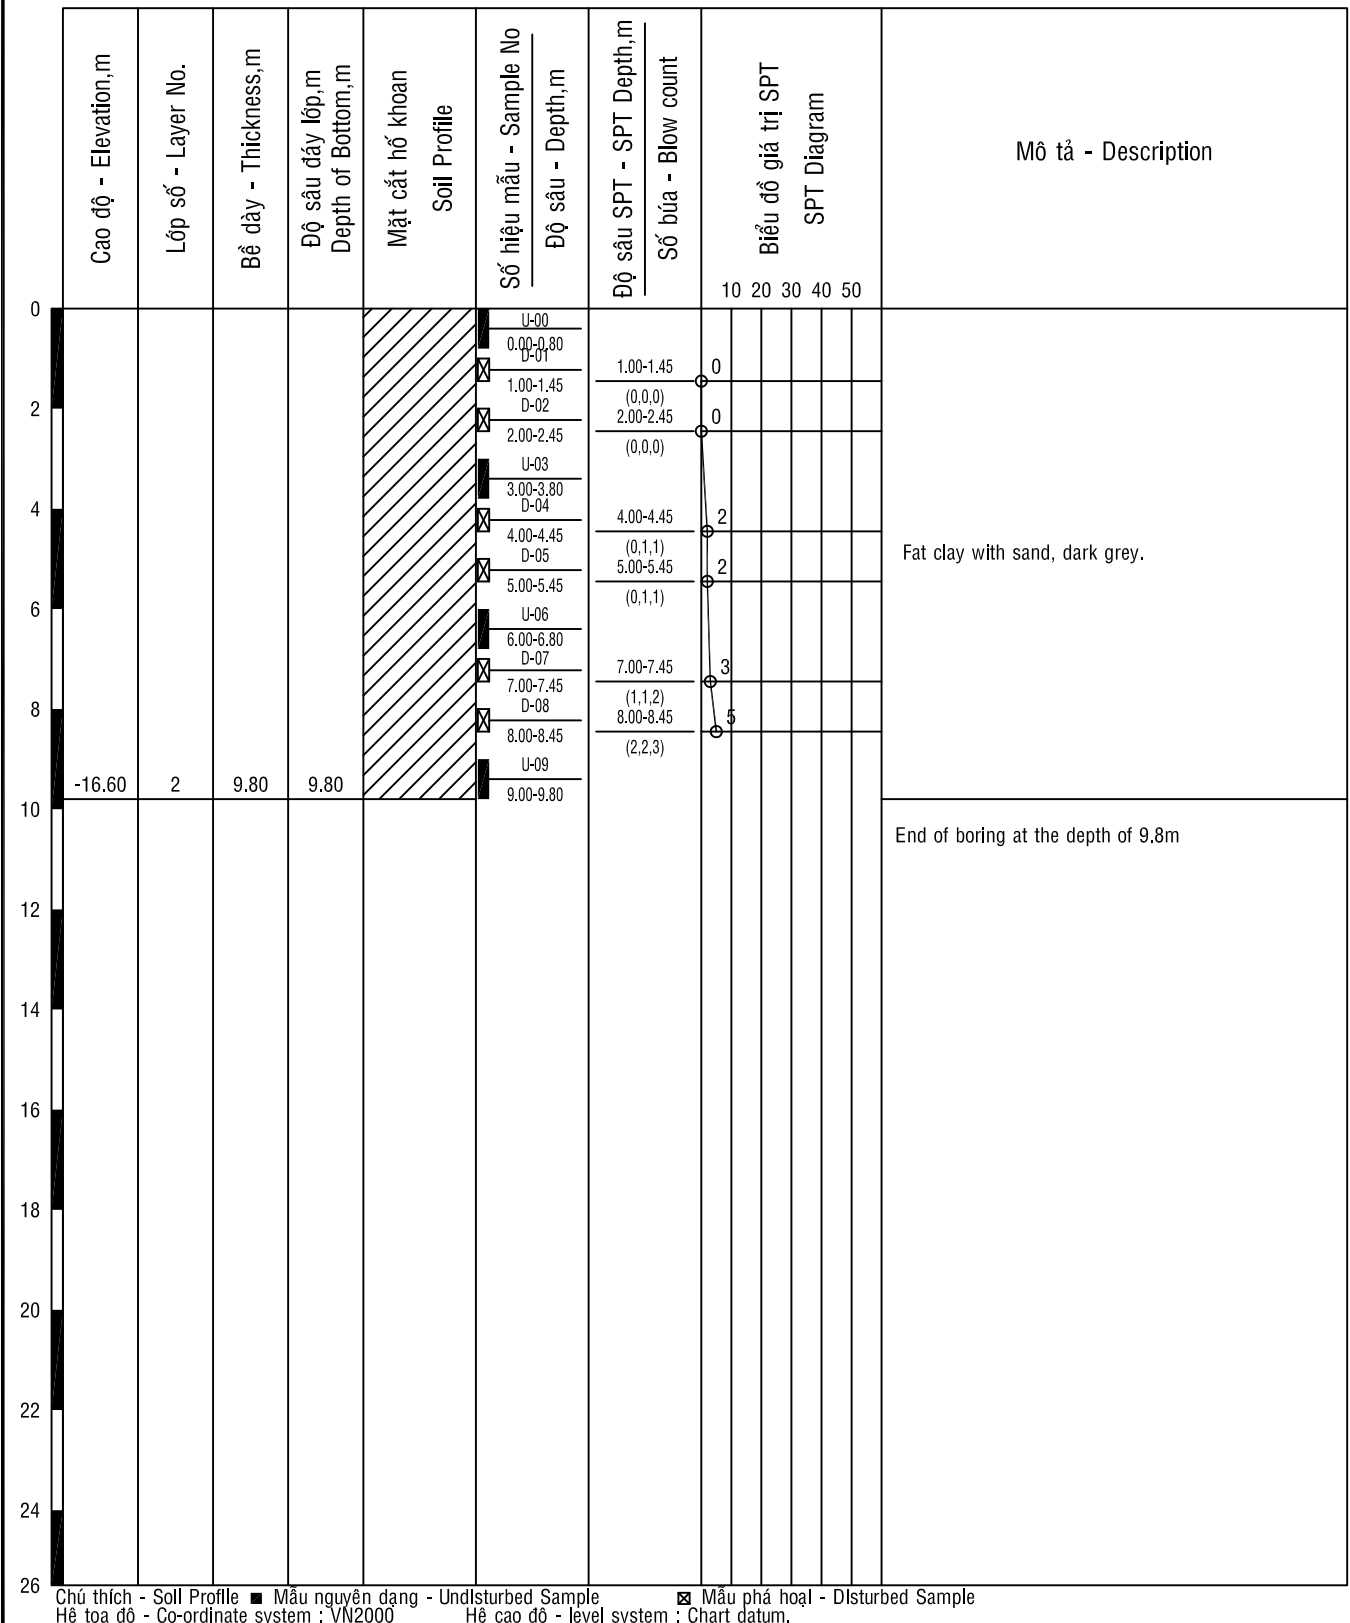 Cao độ - Elevation,m
Lớp số - Layer No.
Bề dày - Thickness,m
Độ sâu đáy lớp,m
Depth of Bottom,m
Mặt cắt hố khoan
Soil Profile
Số hiệu mẫu - Sample No
Độ sâu - Depth,m
Độ sâu SPT - SPT Depth,m
Số búa - Blow count
Biểu đồ giá trị SPT
SPT Diagram
10 20 30 40 50
Mô tả - Description
0
U-00
0.00-0.80
D-01
1.00-1.45
1.00-1.45
0
(0,0,0)
2
D-02
2.00-2.45
2.00-2.45
0
(0,0,0)
U-03
3.00-3.80
4
D-04
4.00-4.45
4.00-4.45
2
(0,1,1)
D-05
5.00-5.45
5.00-5.45
2
(0,1,1)
Fat clay with sand, dark grey.
6
U-06
6.00-6.80
D-07
7.00-7.45
7.00-7.45
3
(1,1,2)
8
D-08
8.00-8.45
8.00-8.45
5
(2,2,3)
U-09
9.00-9.80
-16.60 2 9.80 9.80
10
End of boring at the depth of 9.8m
12
14
16
18
20
22
24
26
Chú thích - Soil Profile Mẫu nguyên dạng - Undisturbed Sample Mẫu phá hoại - Disturbed Sample
Hệ tọa độ - Co-ordinate system : VN2000 Hệ cao độ - level system : Chart datum.